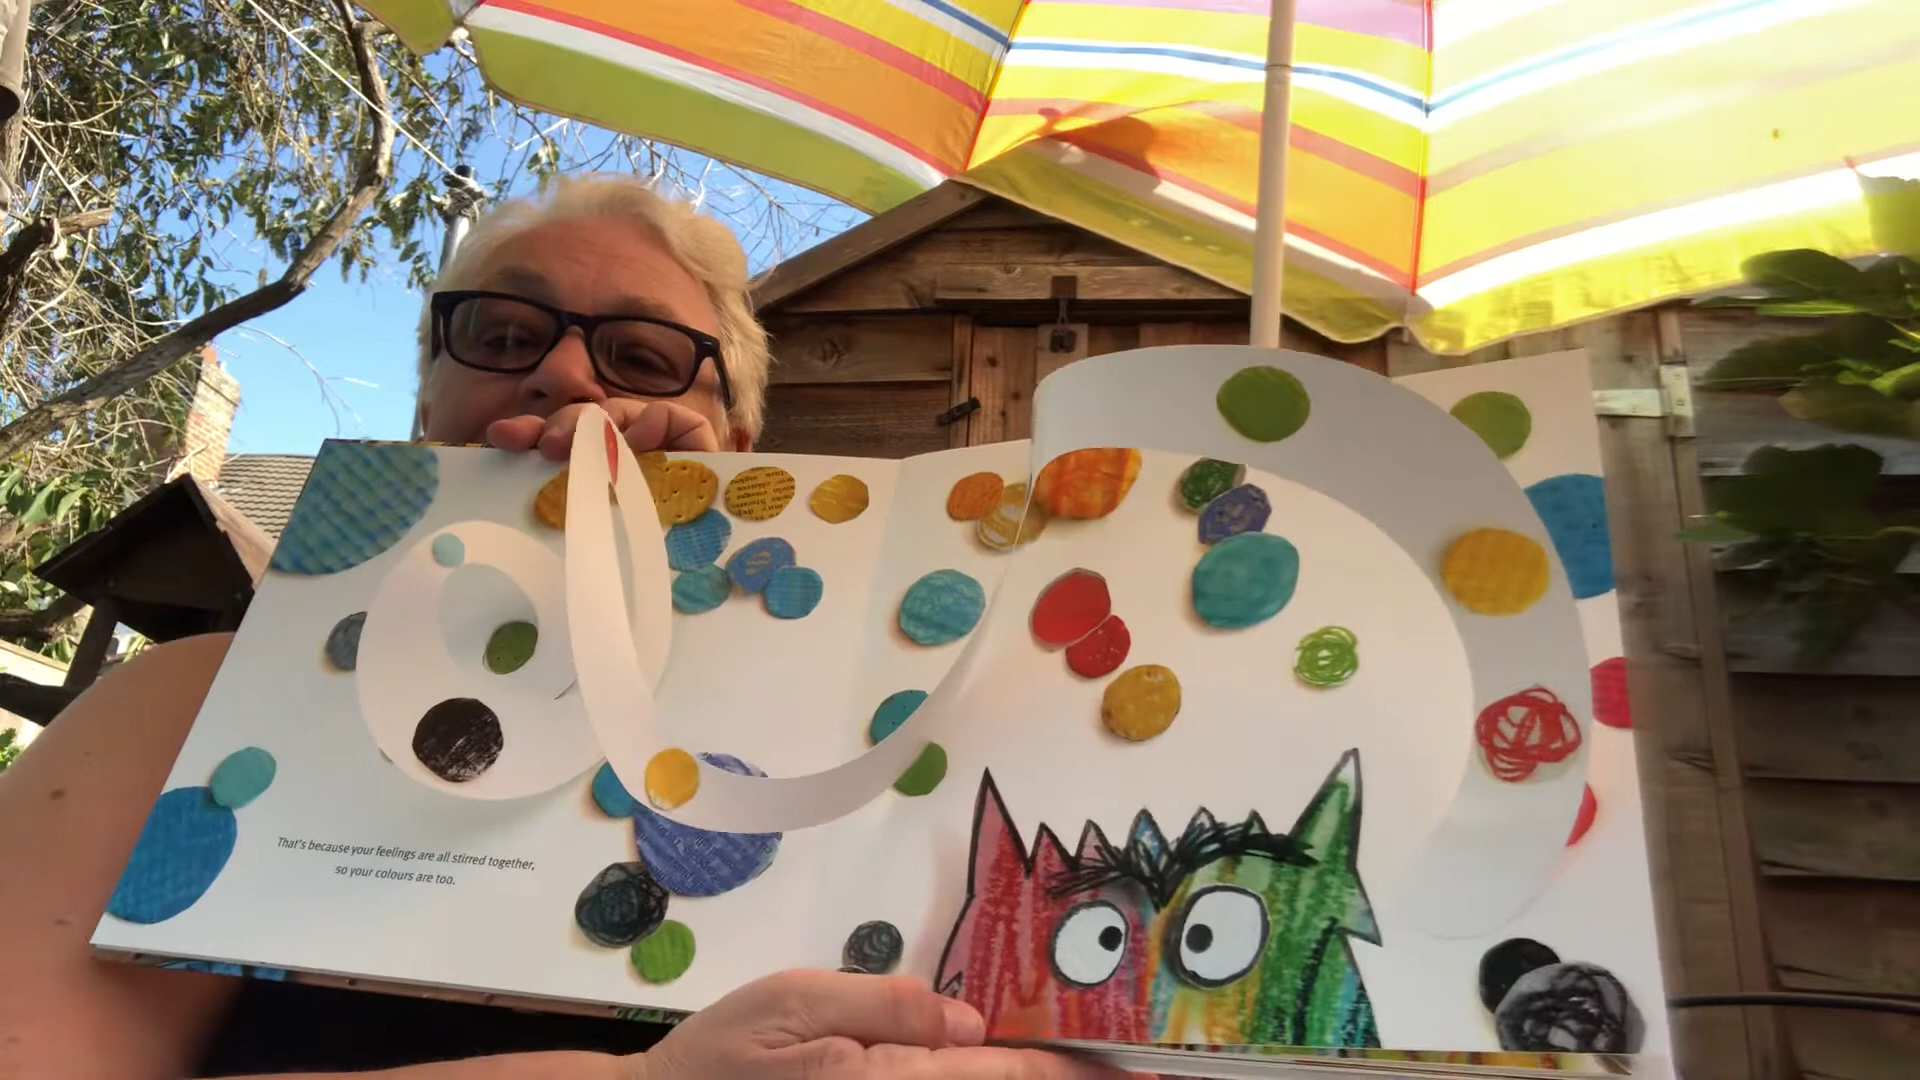 That's because your feelings are all stirred together,
so your colours are too.